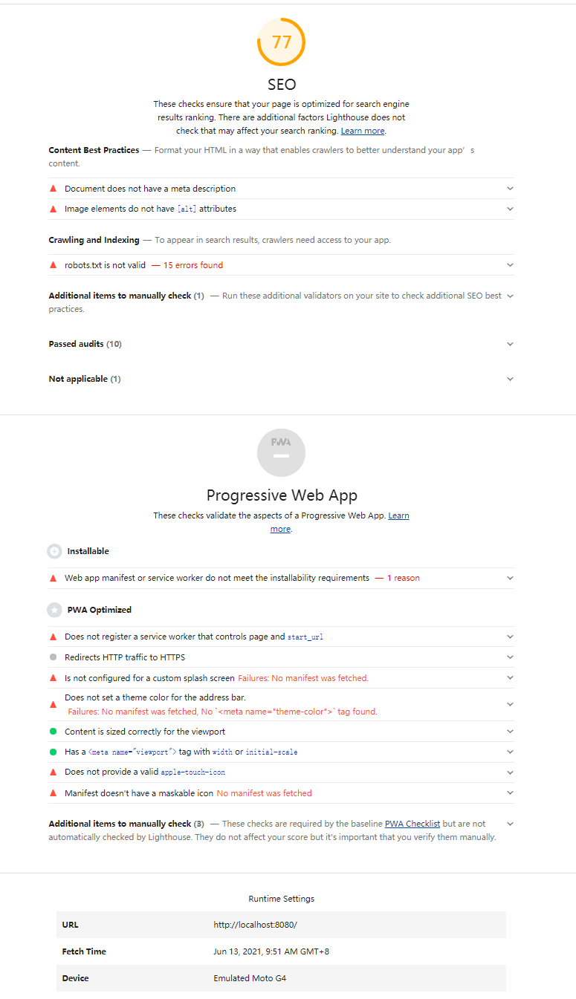 77
SEO
These checks ensure that your page is optimized for search engine
results ranking. There are additional factors Lighthouse does not
check that may affect your search ranking. Learn more.
Content Best Practices — Format your HTML in a way that enables crawlers to better understand your app’s
content.
Document does not have a meta description
Image elements do not have [alt] attributes
Crawling and Indexing — To appear in search results, crawlers need access to your app.
robots.txt is not valid — 15 errors found
Additional items to manually check (1) — Run these additional validators on your site to check additional SEO best
practices.
Passed audits (10)
Not applicable (1)
PWA
Progressive Web App
These checks validate the aspects of a Progressive Web App. Learn
more.
Installable
Web app manifest or service worker do not meet the installability requirements — 1 reason
PWA Optimized
Does not register a service worker that controls page and start_url
Redirects HTTP traffic to HTTPS
Is not configured for a custom splash screen Failures: No manifest was fetched.
Does not set a theme color for the address bar.
Failures: No manifest was fetched, No `<meta name="theme-color">` tag found.
Content is sized correctly for the viewport
Has a <meta name="viewport"> tag with width or initial-scale
Does not provide a valid apple-touch-icon
Manifest doesn't have a maskable icon No manifest was fetched
Additional items to manually check (3) — These checks are required by the baseline PWA Checklist but are not
automatically checked by Lighthouse. They do not affect your score but it's important that you verify them manually.
Runtime Settings
URL http://localhost:8080/
Fetch Time Jun 13, 2021, 9:51 AM GMT+8
Device Emulated Moto G4